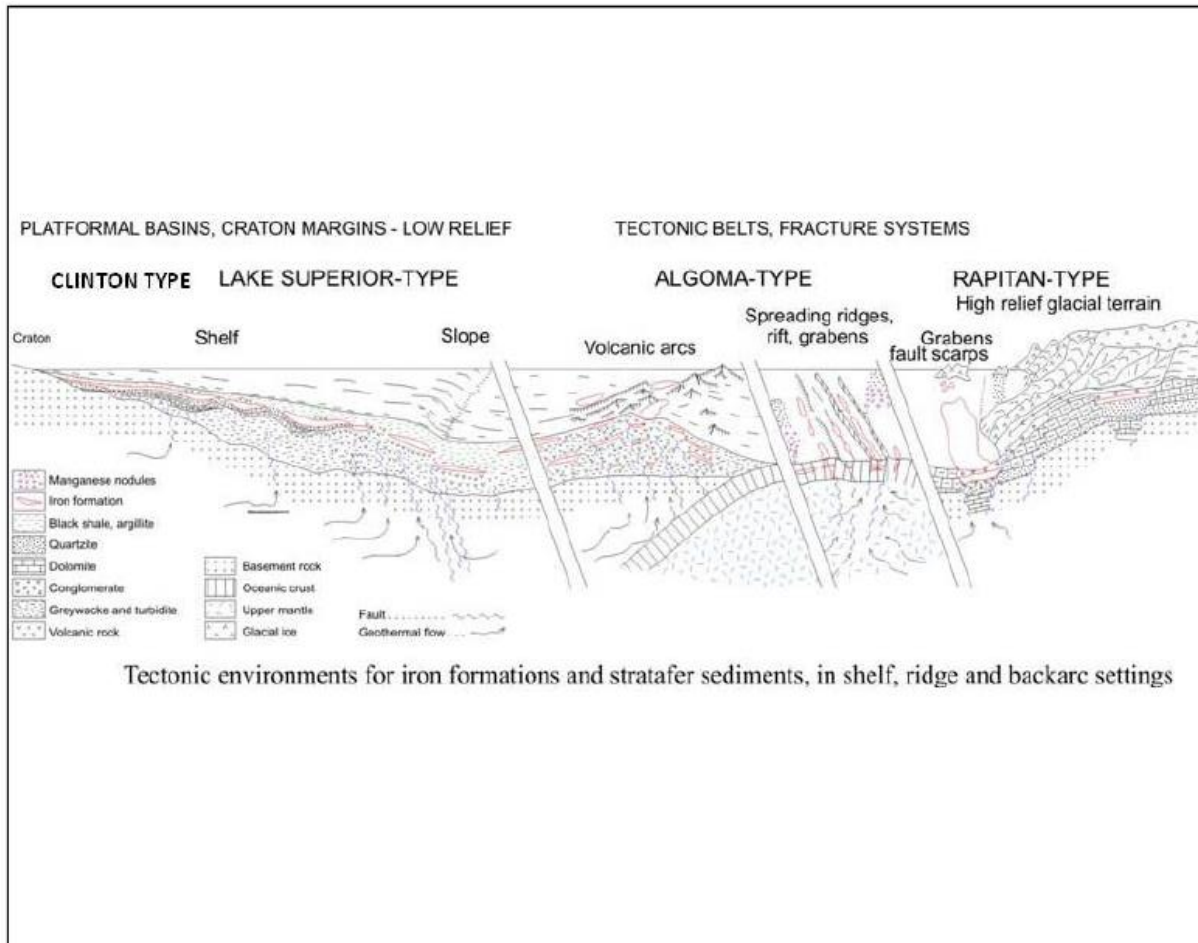 PLATFORMAL BASINS, CRATON MARGINS - LOW RELIEF
TECTONIC BELTS, FRACTURE SYSTEMS
CLINTON TYPE
LAKE SUPERIOR-TYPE
ALGOMA-TYPE
RAPITAN-TYPE
High relief glacial terrain
Craton
Shelf
Slope
Volcanic arcs
Spreading ridges,
rift, grabens
Grabens
fault scarps
Manganese nodules
Iron formation
Black shale, argillite
Quartzite
Dolomite
Conglomerate
Greywacke and turbidite
Volcanic rock
Basement rock
Oceanic crust
Upper mantle
Glacial ice
Fault
Geothermal flow
Tectonic environments for iron formations and stratafer sediments, in shelf, ridge and backarc settings